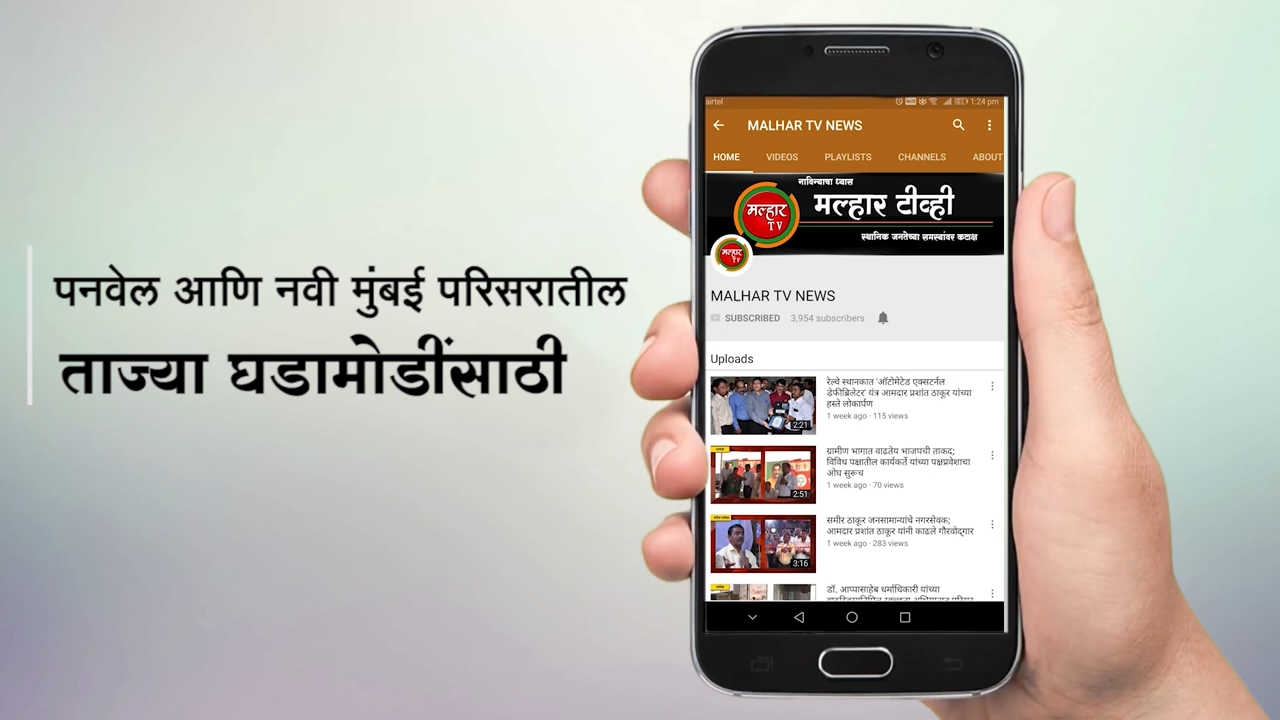 पनवेल आणि नवी मुंबई परिसरातील
ताज्या घडामोडींसाठी
airtel
1:24 pm
MALHAR TV NEWS
HOME VIDEOS PLAYLISTS CHANNELS ABOUT
नाविन्याचा ध्यास
मल्हार टीव्ही
मल्हार
TV
स्थानिक जनतेच्या समस्यांवर कटाक्ष
मल्हार
TV
MALHAR TV NEWS
SUBSCRIBED 3,954 subscribers
Uploads
रेल्वे स्थानकात 'ऑटोमेटेड एक्सटर्नल
डेफीब्रिलेटर' यंत्र आमदार प्रशांत ठाकूर यांच्या
हस्ते लोकार्पण
1 week ago · 115 views
2:21
ग्रामीण भागात वाढतेय भाजपची ताकद;
विविध पक्षातील कार्यकर्ते यांच्या पक्षप्रवेशाचा
ओघ सुरूच
1 week ago · 70 views
2:51
समीर ठाकूर जनसामान्यांचे नगरसेवक;
आमदार प्रशांत ठाकूर यांनी काढले गौरवोद्गार
1 week ago · 283 views
3:16
डॉ. आप्पासाहेब धर्माधिकारी यांच्या